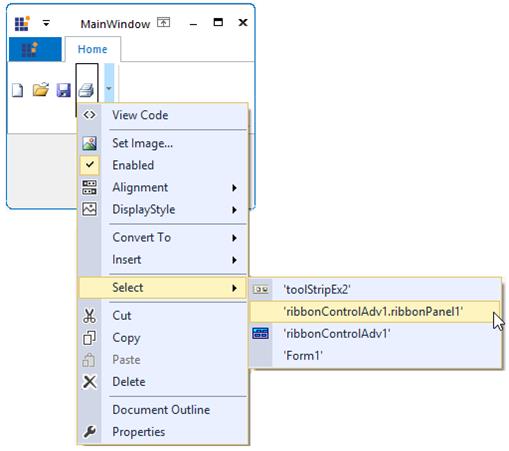 MainWindow
Home
View Code
Set Image...
Enabled
Alignment
DisplayStyle
Convert To
Insert
Select
'toolStripEx2'
'ribbonControlAdv1.ribbonPanel1'
'ribbonControlAdv1'
'Form1'
Cut
Copy
Paste
Delete
Document Outline
Properties